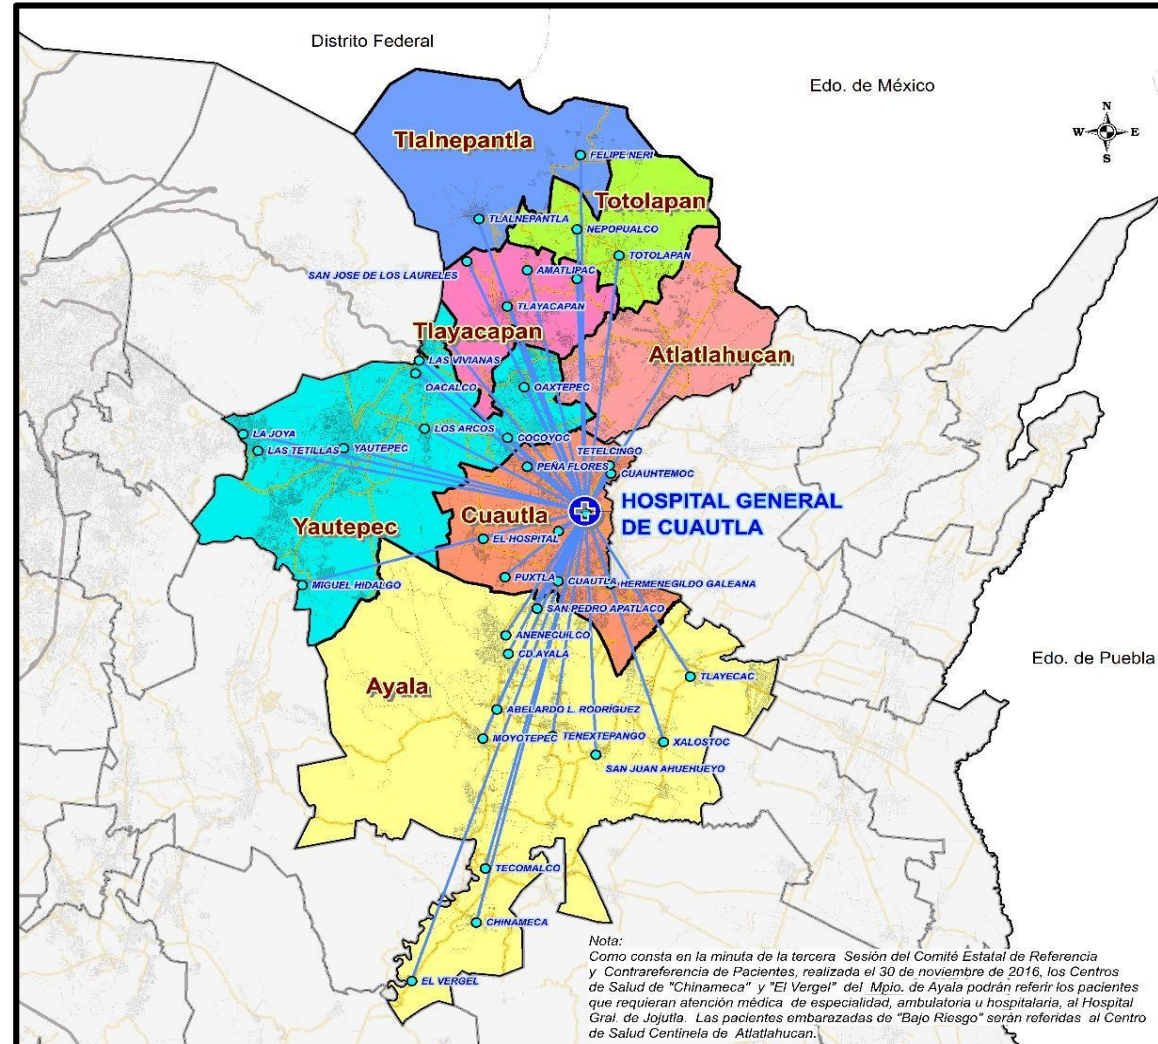 Distrito Federal
Edo. de México
N
W E
S
Tlalnepantla
FELIPE NERI
Totolapan
TLALNEPANTLA
NEPOPUALCO
TOTOLAPAN
SAN JOSE DE LOS LAURELES
AMATLIPAC
TLAYACAPAN
Tlayacapan
Atlatlahucan
LAS VIVIANAS
OACALCO
OAXTEPEC
LOS ARCOS
LA JOYA
COCOYOC
LAS TETILLAS
YAUTEPEC
TETELCINGO
PEÑA FLORES
CUAUHTEMOC
HOSPITAL GENERAL
DE CUAUTLA
Cuautla
Yautepec
EL HOSPITAL
MIGUEL HIDALGO
PUXTLA
CUAUTLA
HERMENEGILDO GALEANA
SAN PEDRO APATLACO
ANENECUILCO
CD.AYALA
Edo. de Puebla
TLAYECAC
Ayala
ABELARDO L. RODRÍGUEZ
MOYOTEPEC
TENEXTEPANGO
XALOSTOC
SAN JUAN AHUEHUEYO
TECOMALCO
CHINAMECA
EL VERGEL
Nota:
Como consta en la minuta de la tercera Sesión del Comité Estatal de Referencia
y Contrareferencia de Pacientes, realizada el 30 de noviembre de 2016, los Centros
de Salud de "Chinameca" y "El Vergel" del Mpio. de Ayala podrán referir los pacientes
que requieran atención médica de especialidad, ambulatoria u hospitalaria, al Hospital
Gral. de Jojutla. Las pacientes embarazadas de "Bajo Riesgo" serán referidas al Centro
de Salud Centinela de Atlatlahucan.